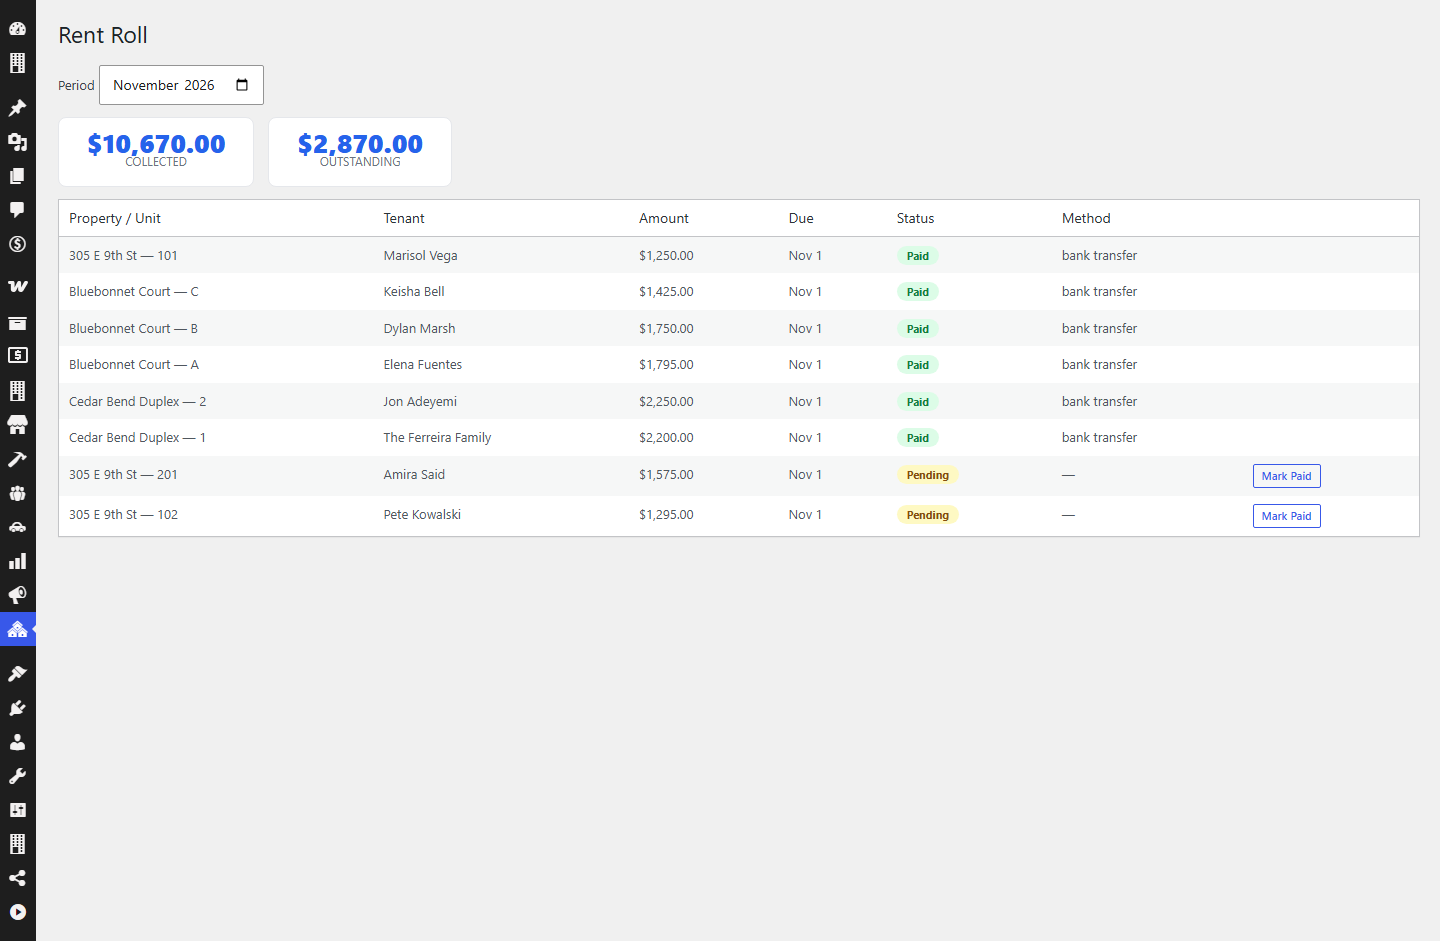 Rent Roll
Period November 2026
$10,670.00 $2,870.00
COLLECTED OUTSTANDING
Property / Unit Tenant Amount Due Status Method
305 E 9th St — 101 Marisol Vega $1,250.00 Nov 1 Paid bank transfer
Bluebonnet Court — C Keisha Bell $1,425.00 Nov 1 Paid bank transfer
Bluebonnet Court — B Dylan Marsh $1,750.00 Nov 1 Paid bank transfer
Bluebonnet Court — A Elena Fuentes $1,795.00 Nov 1 Paid bank transfer
Cedar Bend Duplex — 2 Jon Adeyemi $2,250.00 Nov 1 Paid bank transfer
Cedar Bend Duplex — 1 The Ferreira Family $2,200.00 Nov 1 Paid bank transfer
305 E 9th St — 201 Amira Said $1,575.00 Nov 1 Pending — Mark Paid
305 E 9th St — 102 Pete Kowalski $1,295.00 Nov 1 Pending — Mark Paid